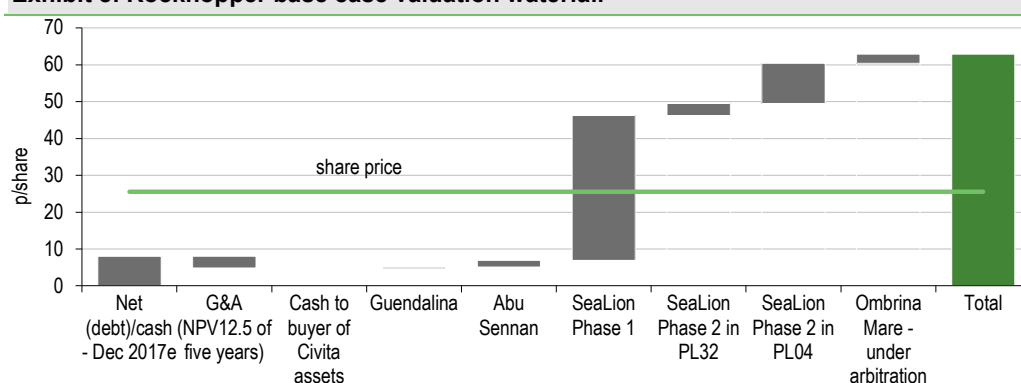 Exhibit 3: Rockhopper base case valuation waterfall
70
60
50
40
30
20
10
0
p/share
share price
Net (debt)/cash - Dec 2017e
G&A (NPV12.5 of five years)
Cash to buyer of Civita assets
Guendalina
Abu Sennan
SeaLion Phase 1
SeaLion Phase 2 in PL32
SeaLion Phase 2 in PL04
Ombrina Mare - under arbitration
Total